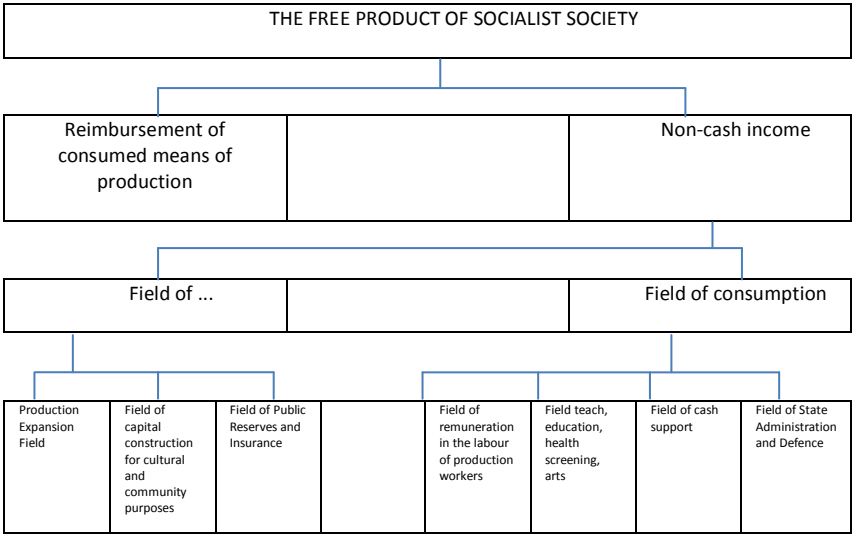 THE FREE PRODUCT OF SOCIALIST SOCIETY
Reimbursement of
consumed means of
production
Non-cash income
Field of ...
Field of consumption
Production
Expansion
Field
Field of
capital
construction
for cultural
and
community
purposes
Field of Public
Reserves and
Insurance
Field of
remuneration
in the labour
of production
workers
Field teach,
education,
health
screening,
arts
Field of cash
support
Field of State
Administration
and Defence